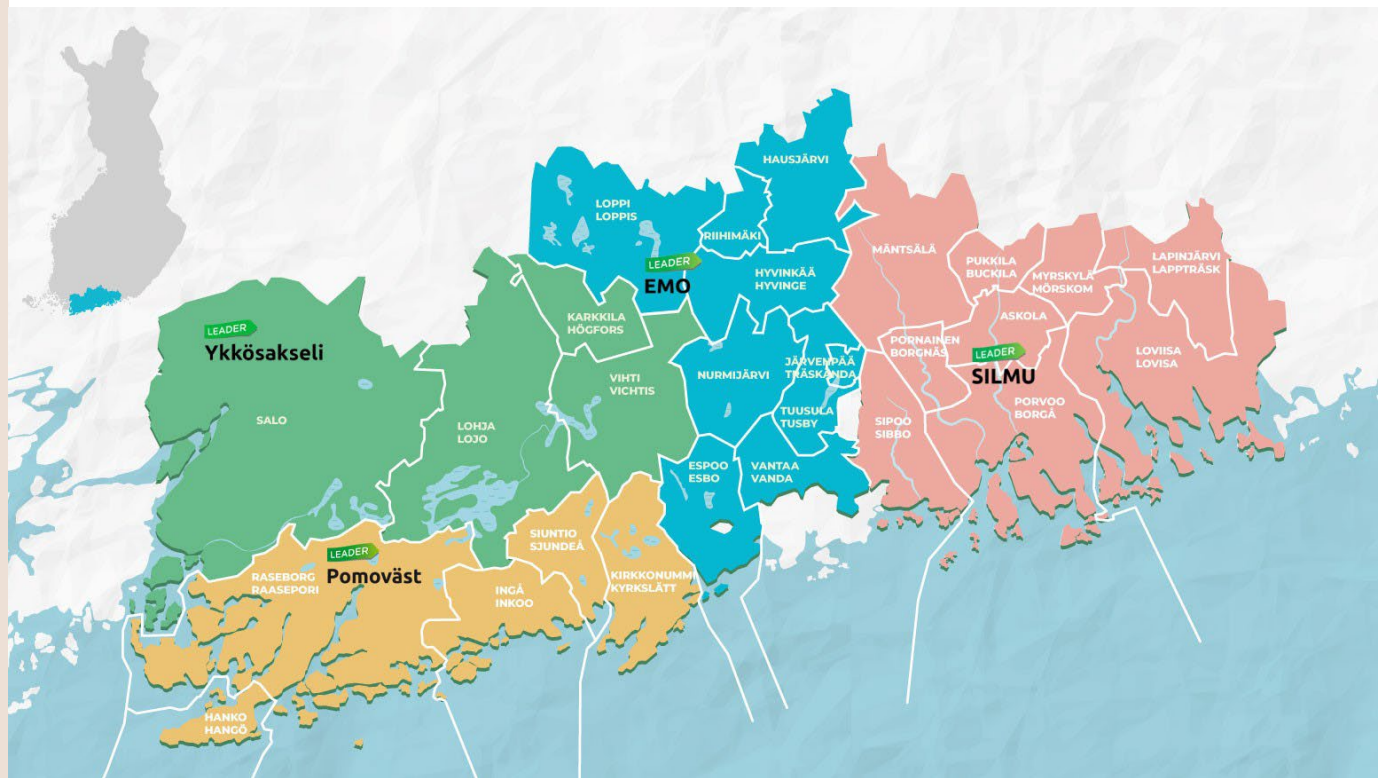 HAUSJÄRVI
LOPPI
LOPPIS
RIIHIMÄKI
MÄNTSÄLÄ
PUKKILA
BUCKILA
LAPINJÄRVI
LAPPTRÄSK
MYRSKYLÄ
MÖRSKOM
LEADER
EMO
HYVINKÄÄ
HYVINGE
KARKKILA
HÖGFORS
ASKOLA
LEADER
Ykkösakseli
PORNAINEN
BORGNÄS
LEADER
SILMU
LOVIISA
LOVISA
VIHTI
VICHTIS
NURMIJÄRVI
JÄRVENPÄÄ
TRÄSKÄNDA
SALO
LOHJA
LOJO
TUUSULA
TUSBY
SIPOO
SIBBO
PORVOO
BORGÅ
ESPOO
ESBO
VANTAA
VANDA
SIUNTIO
SJUNDEÅ
LEADER
Pomoväst
RASEBORG
RAASEPORI
INGÅ
INKOO
KIRKKONUMMI
KYRKSLÄTT
HANKO
HANGÖ